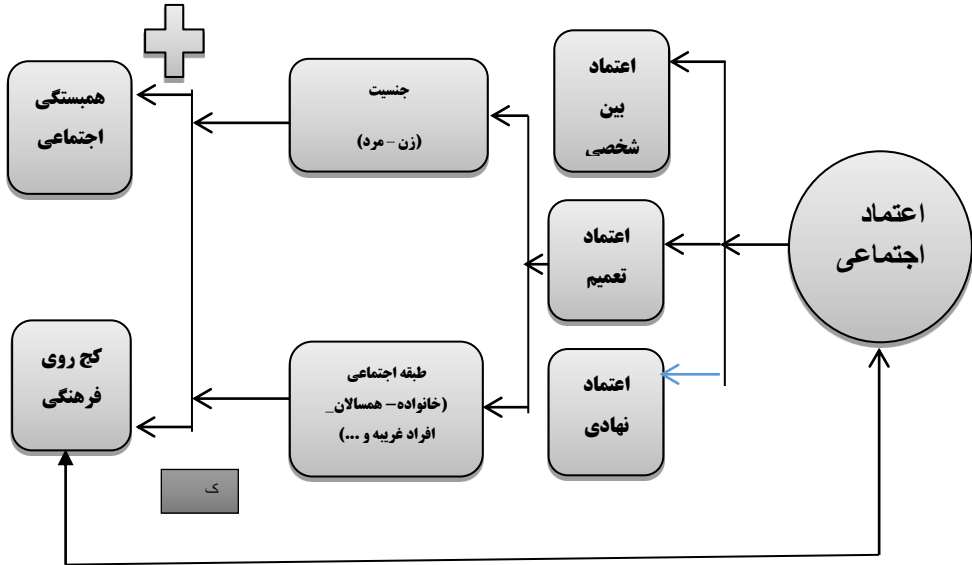 اعتماد
اجتماعی
اعتماد
بین
شخصی
اعتماد
تعمیم
اعتماد
نهادی
جنسیت
(زن – مرد)
طبقه اجتماعی
(خانواده– همسالان_
افراد غریبه و ...)
همبستگی
اجتماعی
کج روی
فرهنگی
ک